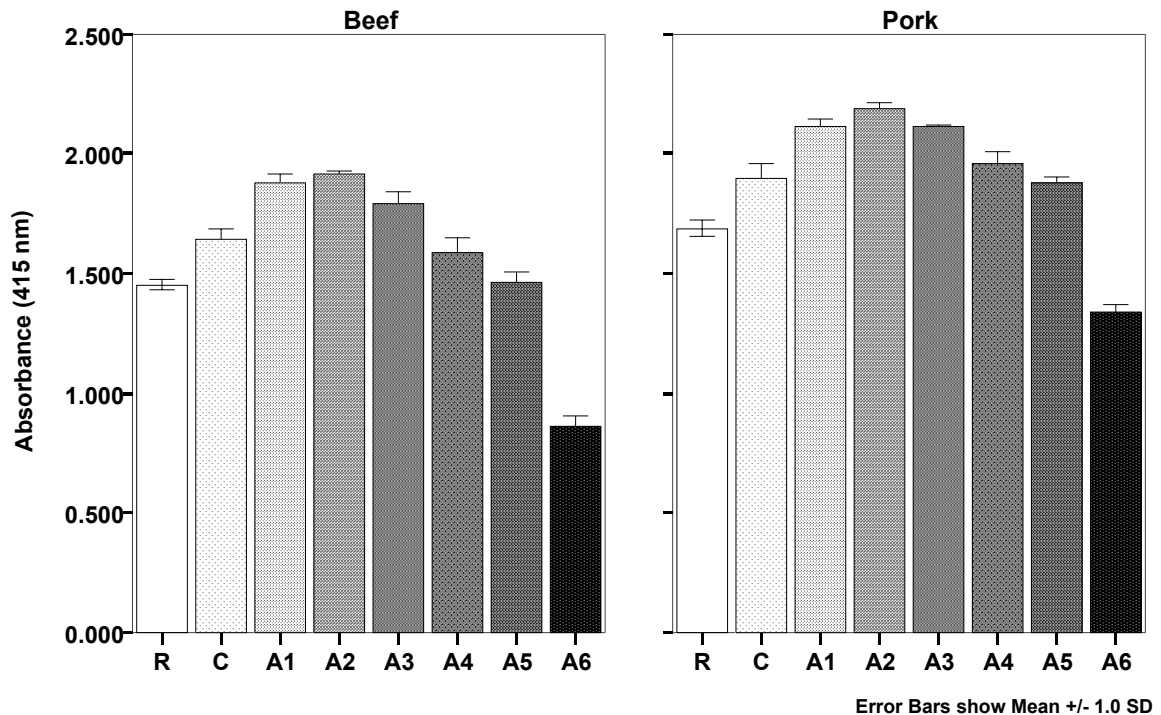 Beef
Pork
Absorbance (415 nm)
2.500
2.000
1.500
1.000
0.500
0.000
R C A1 A2 A3 A4 A5 A6
R C A1 A2 A3 A4 A5 A6
Error Bars show Mean +/- 1.0 SD